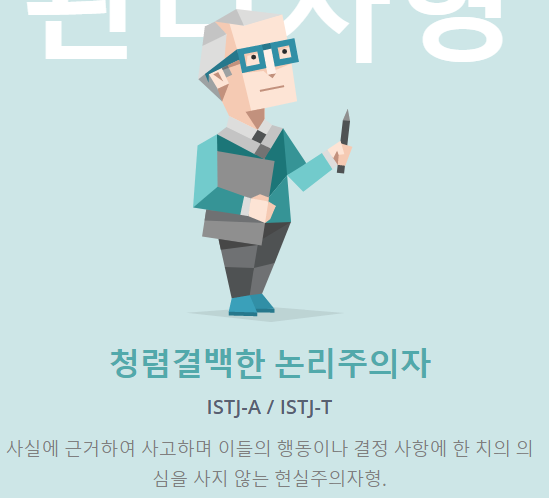 청렴결백한 논리주의자
ISTJ-A / ISTJ-T
사실에 근거하여 사고하며 이들의 행동이나 결정 사항에 한 치의 의
심을 사지 않는 현실주의자형.